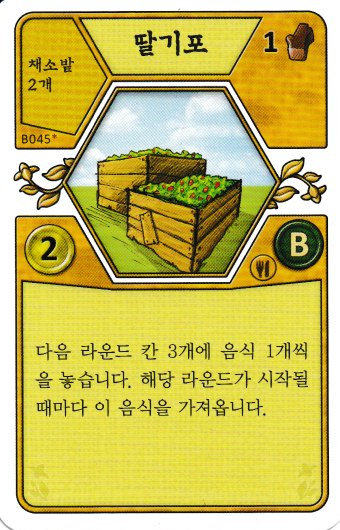 딸기포
1
채소밭
2개
B045*
2
B
다음 라운드 칸 3개에 음식 1개씩
을 놓습니다. 해당 라운드가 시작될
때마다 이 음식을 가져옵니다.